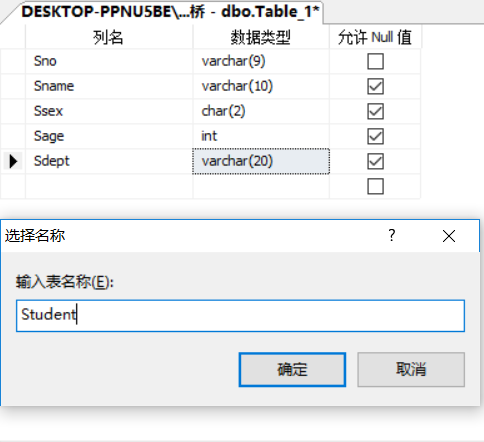 DESKTOP-PPNU5BE\...桥 - dbo.Table_1*
列名 数据类型 允许 Null 值
Sno varchar(9)
Sname varchar(10)
Ssex char(2)
Sage int
Sdept varchar(20)
选择名称 ?
输入表名称(E):
Student
确定 取消